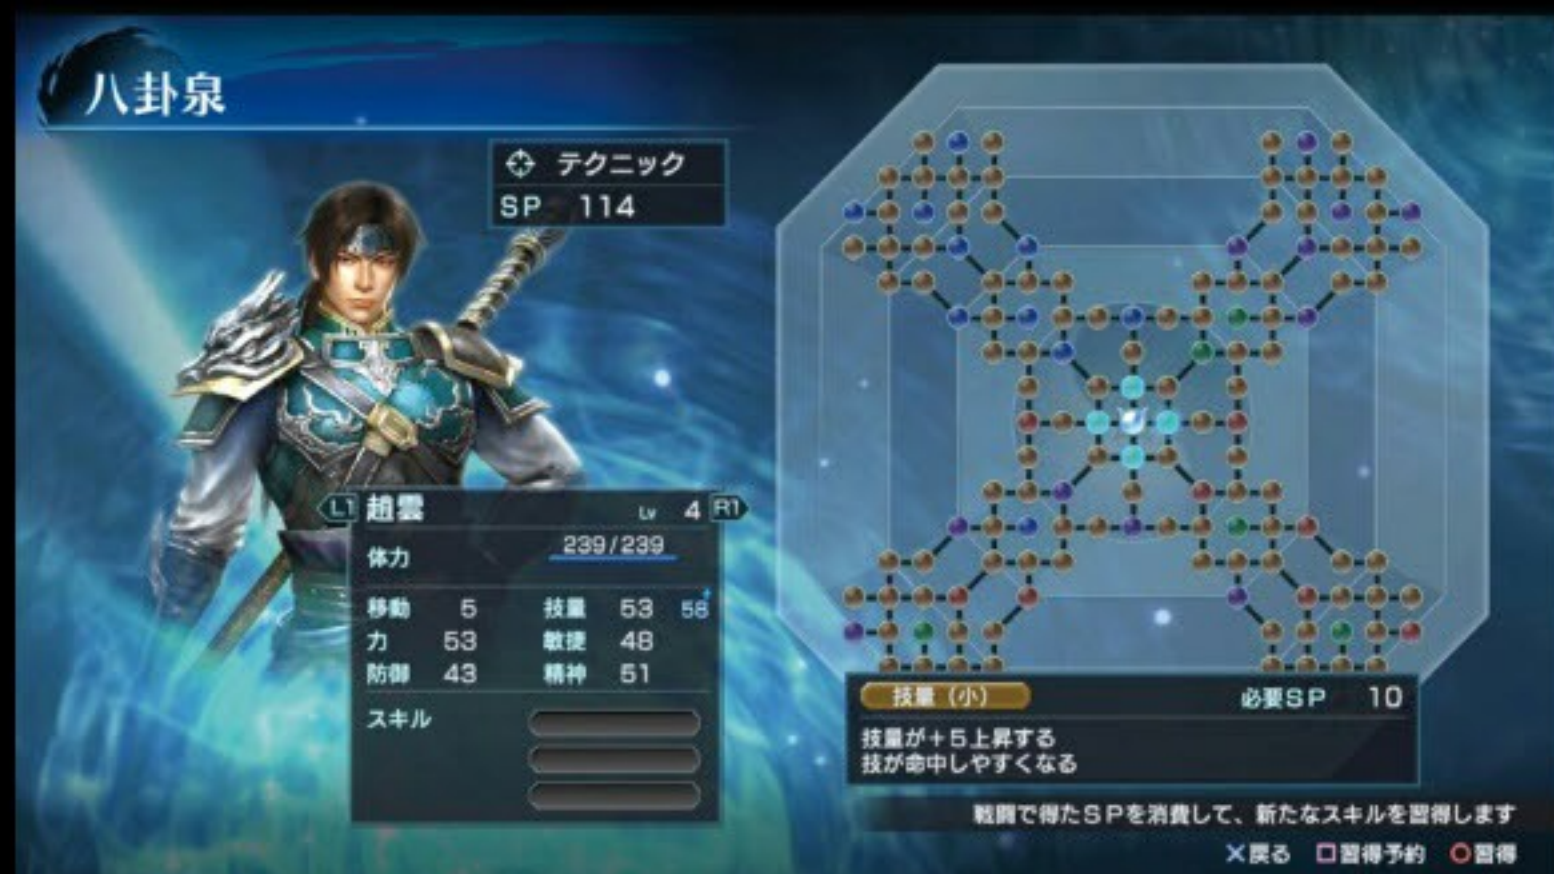 八卦泉
テクニック
SP 114
L1 趙雲 Lv 4 R1
体力 239/239
移動 5 技量 53 58
力 53 敏捷 48
防御 43 精神 51
スキル
技量（小） 必要SP 10
技量が＋5上昇する
技が命中しやすくなる
戦闘で得たSPを消費して、新たなスキルを習得します
×戻る □習得予約 ○習得